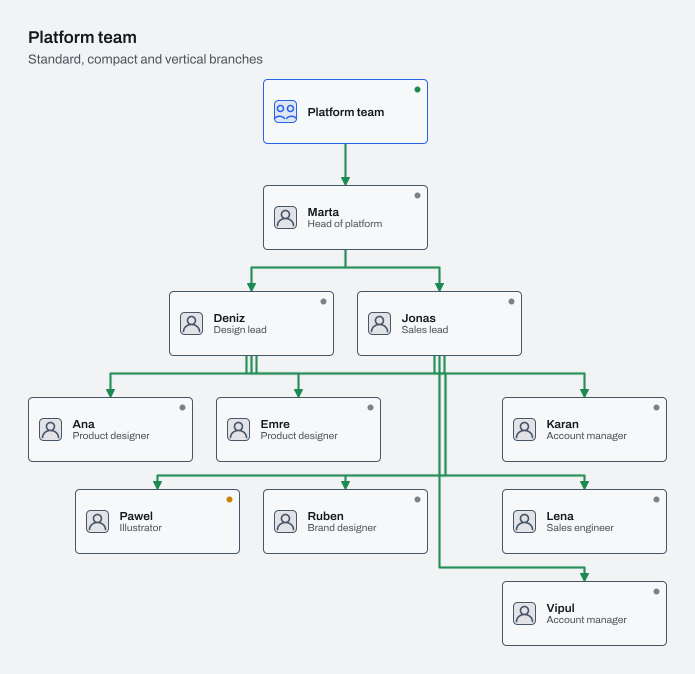 Platform team
Standard, compact and vertical branches
Platform team
Marta
Head of platform
Deniz
Design lead
Jonas
Sales lead
Ana
Product designer
Emre
Product designer
Karan
Account manager
Pawel
Illustrator
Ruben
Brand designer
Lena
Sales engineer
Vipul
Account manager